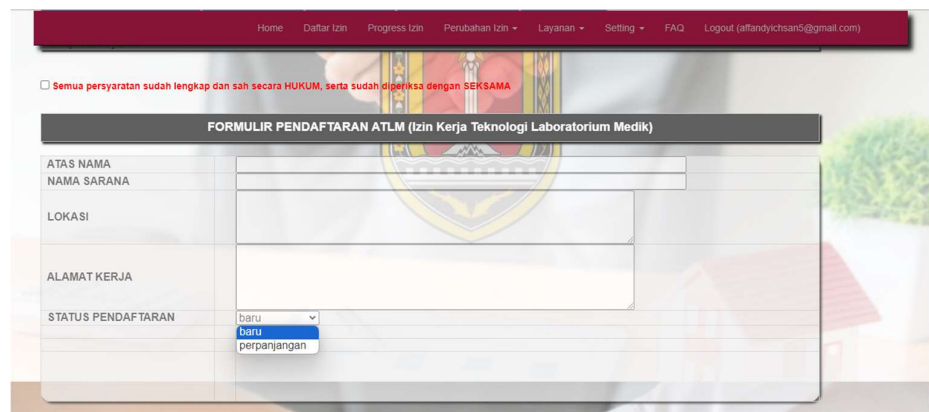 Home Daftar Izin Progress Izin Perubahan Izin Layanan Setting FAQ Logout (affandyichsan5@gmail.com)
Semua persyaratan sudah lengkap dan sah secara HUKUM, serta sudah diperiksa dengan SEKSAMA
FORMULIR PENDAFTARAN ATLM (Izin Kerja Teknologi Laboratorium Medik)
ATAS NAMA
NAMA SARANA
LOKASI
ALAMAT KERJA
STATUS PENDAFTARAN baru
baru
perpanjangan